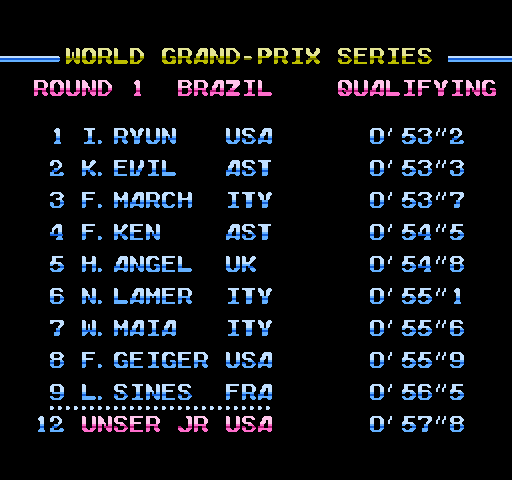 WORLD GRAND-PRIX SERIES
ROUND 1 BRAZIL QUALIFYING
1 I. RYUN USA 0'53"2
2 K. EVIL AST 0'53"3
3 F. MARCH ITY 0'53"7
4 F. KEN AST 0'54"5
5 H. ANGEL UK 0'54"8
6 N. LAMER ITY 0'55"1
7 W. MAIA ITY 0'55"6
8 F. GEIGER USA 0'55"9
9 L. SINES FRA 0'56"5
12 UNSER JR USA 0'57"8